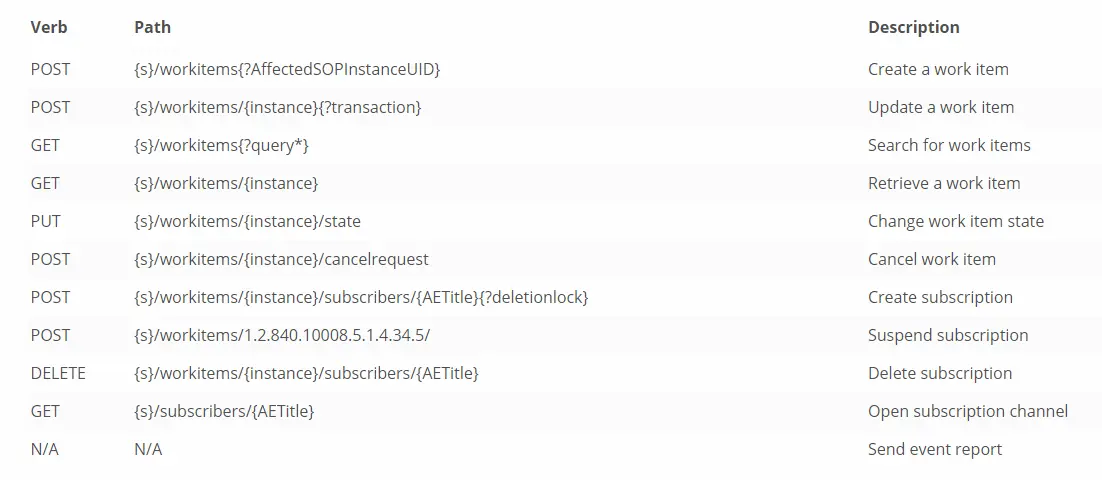 Verb Path Description
POST {s}/workitems{?AffectedSOPInstanceUID} Create a work item
POST {s}/workitems/{instance}{?transaction} Update a work item
GET {s}/workitems{?query*} Search for work items
GET {s}/workitems/{instance} Retrieve a work item
PUT {s}/workitems/{instance}/state Change work item state
POST {s}/workitems/{instance}/cancelrequest Cancel work item
POST {s}/workitems/{instance}/subscribers/{AETitle}{?deletionlock} Create subscription
POST {s}/workitems/1.2.840.10008.5.1.4.34.5/ Suspend subscription
DELETE {s}/workitems/{instance}/subscribers/{AETitle} Delete subscription
GET {s}/subscribers/{AETitle} Open subscription channel
N/A N/A Send event report